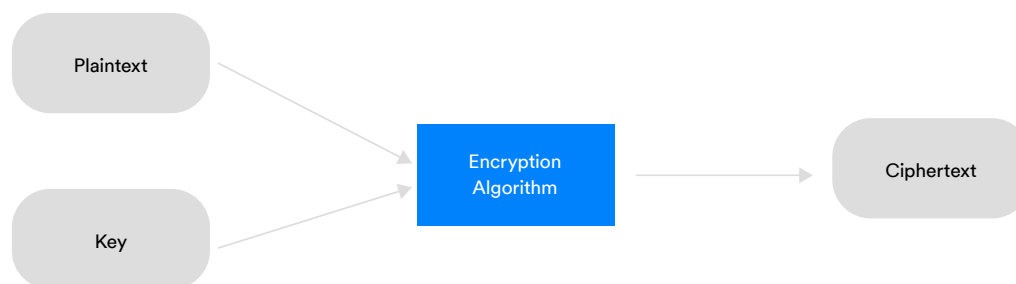 Plaintext
Key
Encryption
Algorithm
Ciphertext